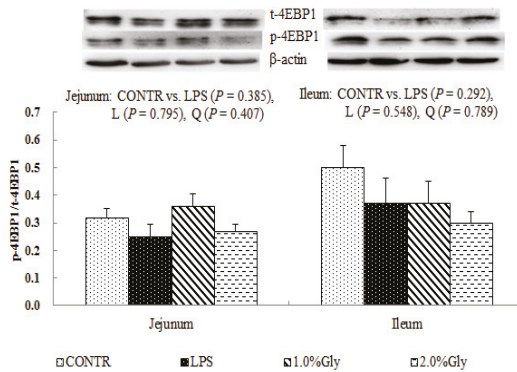 t-4EBP1
p-4EBP1
β-actin
Jejunum: CONTR vs. LPS (P = 0.385),
L (P = 0.795), Q (P = 0.407)
Ileum: CONTR vs. LPS (P = 0.292),
L (P = 0.548), Q (P = 0.789)
p-4EBP1/t-4EBP1
0.7
0.6
0.5
0.4
0.3
0.2
0.1
0.0
Jejunum Ileum
CONTR LPS 1.0%Gly 2.0%Gly